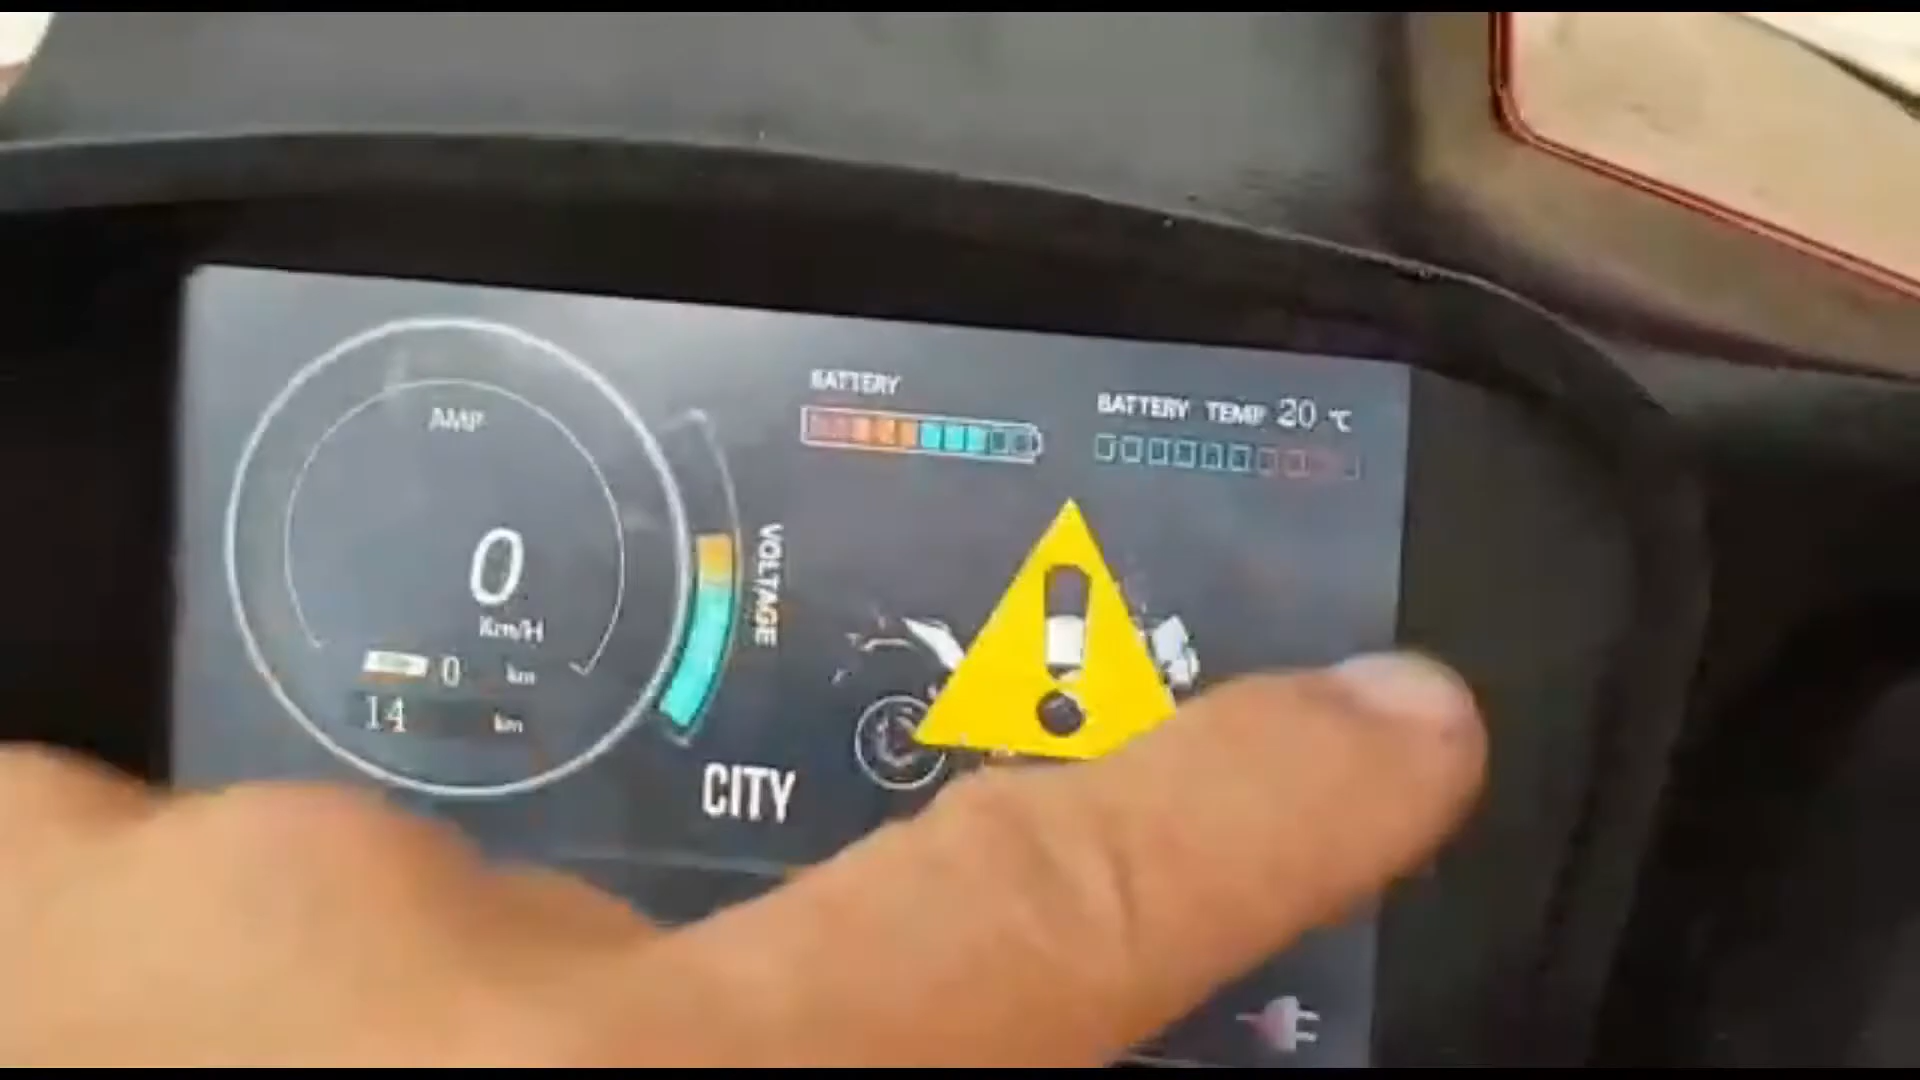 BATTERY
BATTERY TEMP 20 ℃
AMP
0
Km/H
0 km
14 km
VOLTAGE
CITY